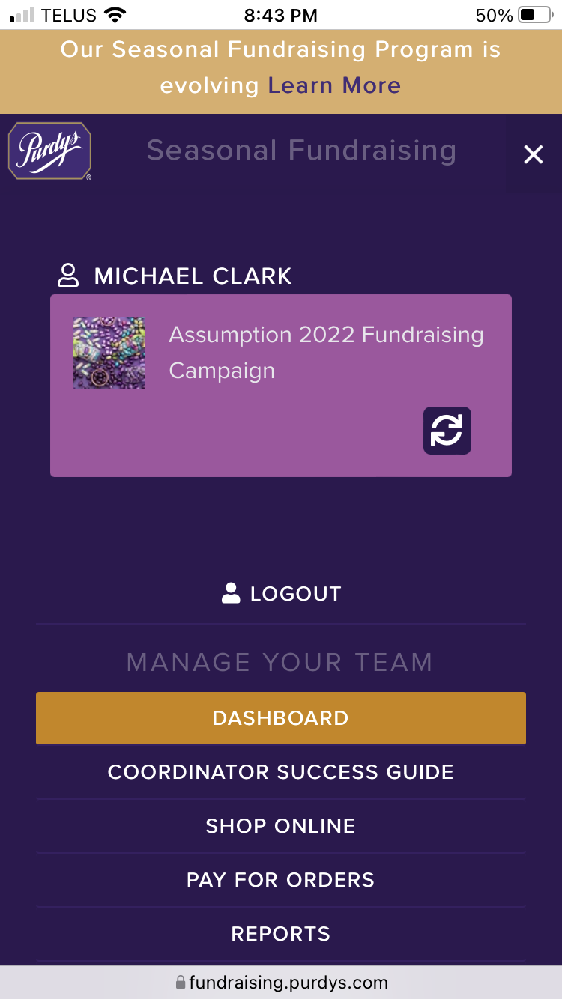 TELUS 8:43 PM 50%
Our Seasonal Fundraising Program is
evolving Learn More
Purdys ® Seasonal Fundraising
MICHAEL CLARK
Assumption 2022 Fundraising
Campaign
LOGOUT
MANAGE YOUR TEAM
DASHBOARD
COORDINATOR SUCCESS GUIDE
SHOP ONLINE
PAY FOR ORDERS
REPORTS
fundraising.purdys.com